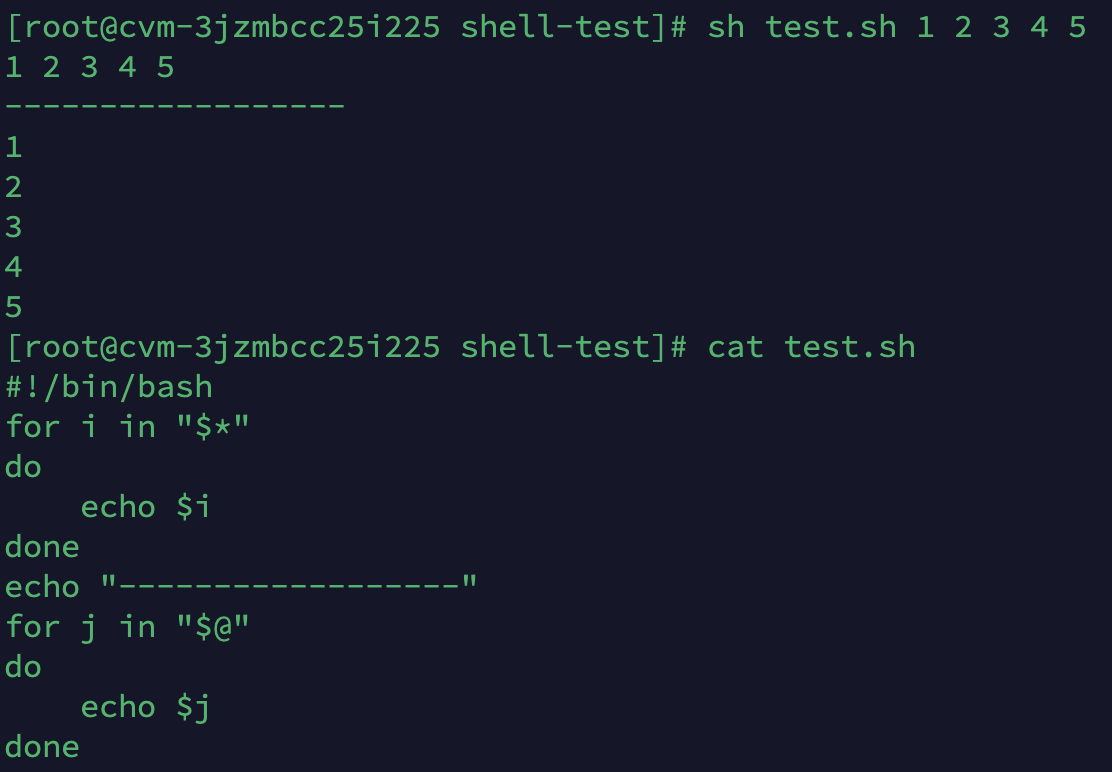 [root@cvm-3jzmbcc25i225 shell-test]# sh test.sh 1 2 3 4 5
1 2 3 4 5
------------------
1
2
3
4
5
[root@cvm-3jzmbcc25i225 shell-test]# cat test.sh
#!/bin/bash
for i in "$*"
do
    echo $i
done
echo "------------------"
for j in "$@"
do
    echo $j
done